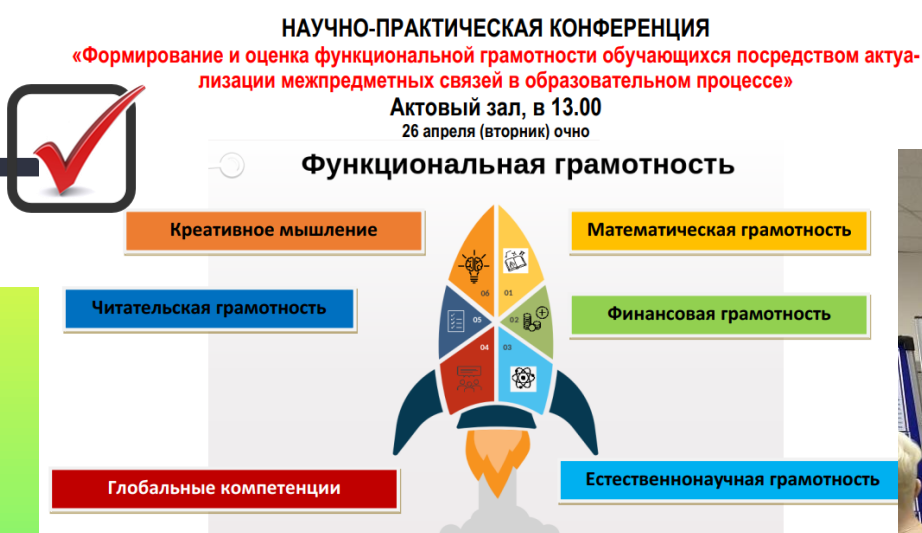 НАУЧНО-ПРАКТИЧЕСКАЯ КОНФЕРЕНЦИЯ
«Формирование и оценка функциональной грамотности обучающихся посредством актуа-
лизации межпредметных связей в образовательном процессе»
Актовый зал, в 13.00
26 апреля (вторник) очно
Функциональная грамотность
Креативное мышление
Математическая грамотность
Читательская грамотность
Финансовая грамотность
06 01
05 02
04 03
Глобальные компетенции
Естественнонаучная грамотность